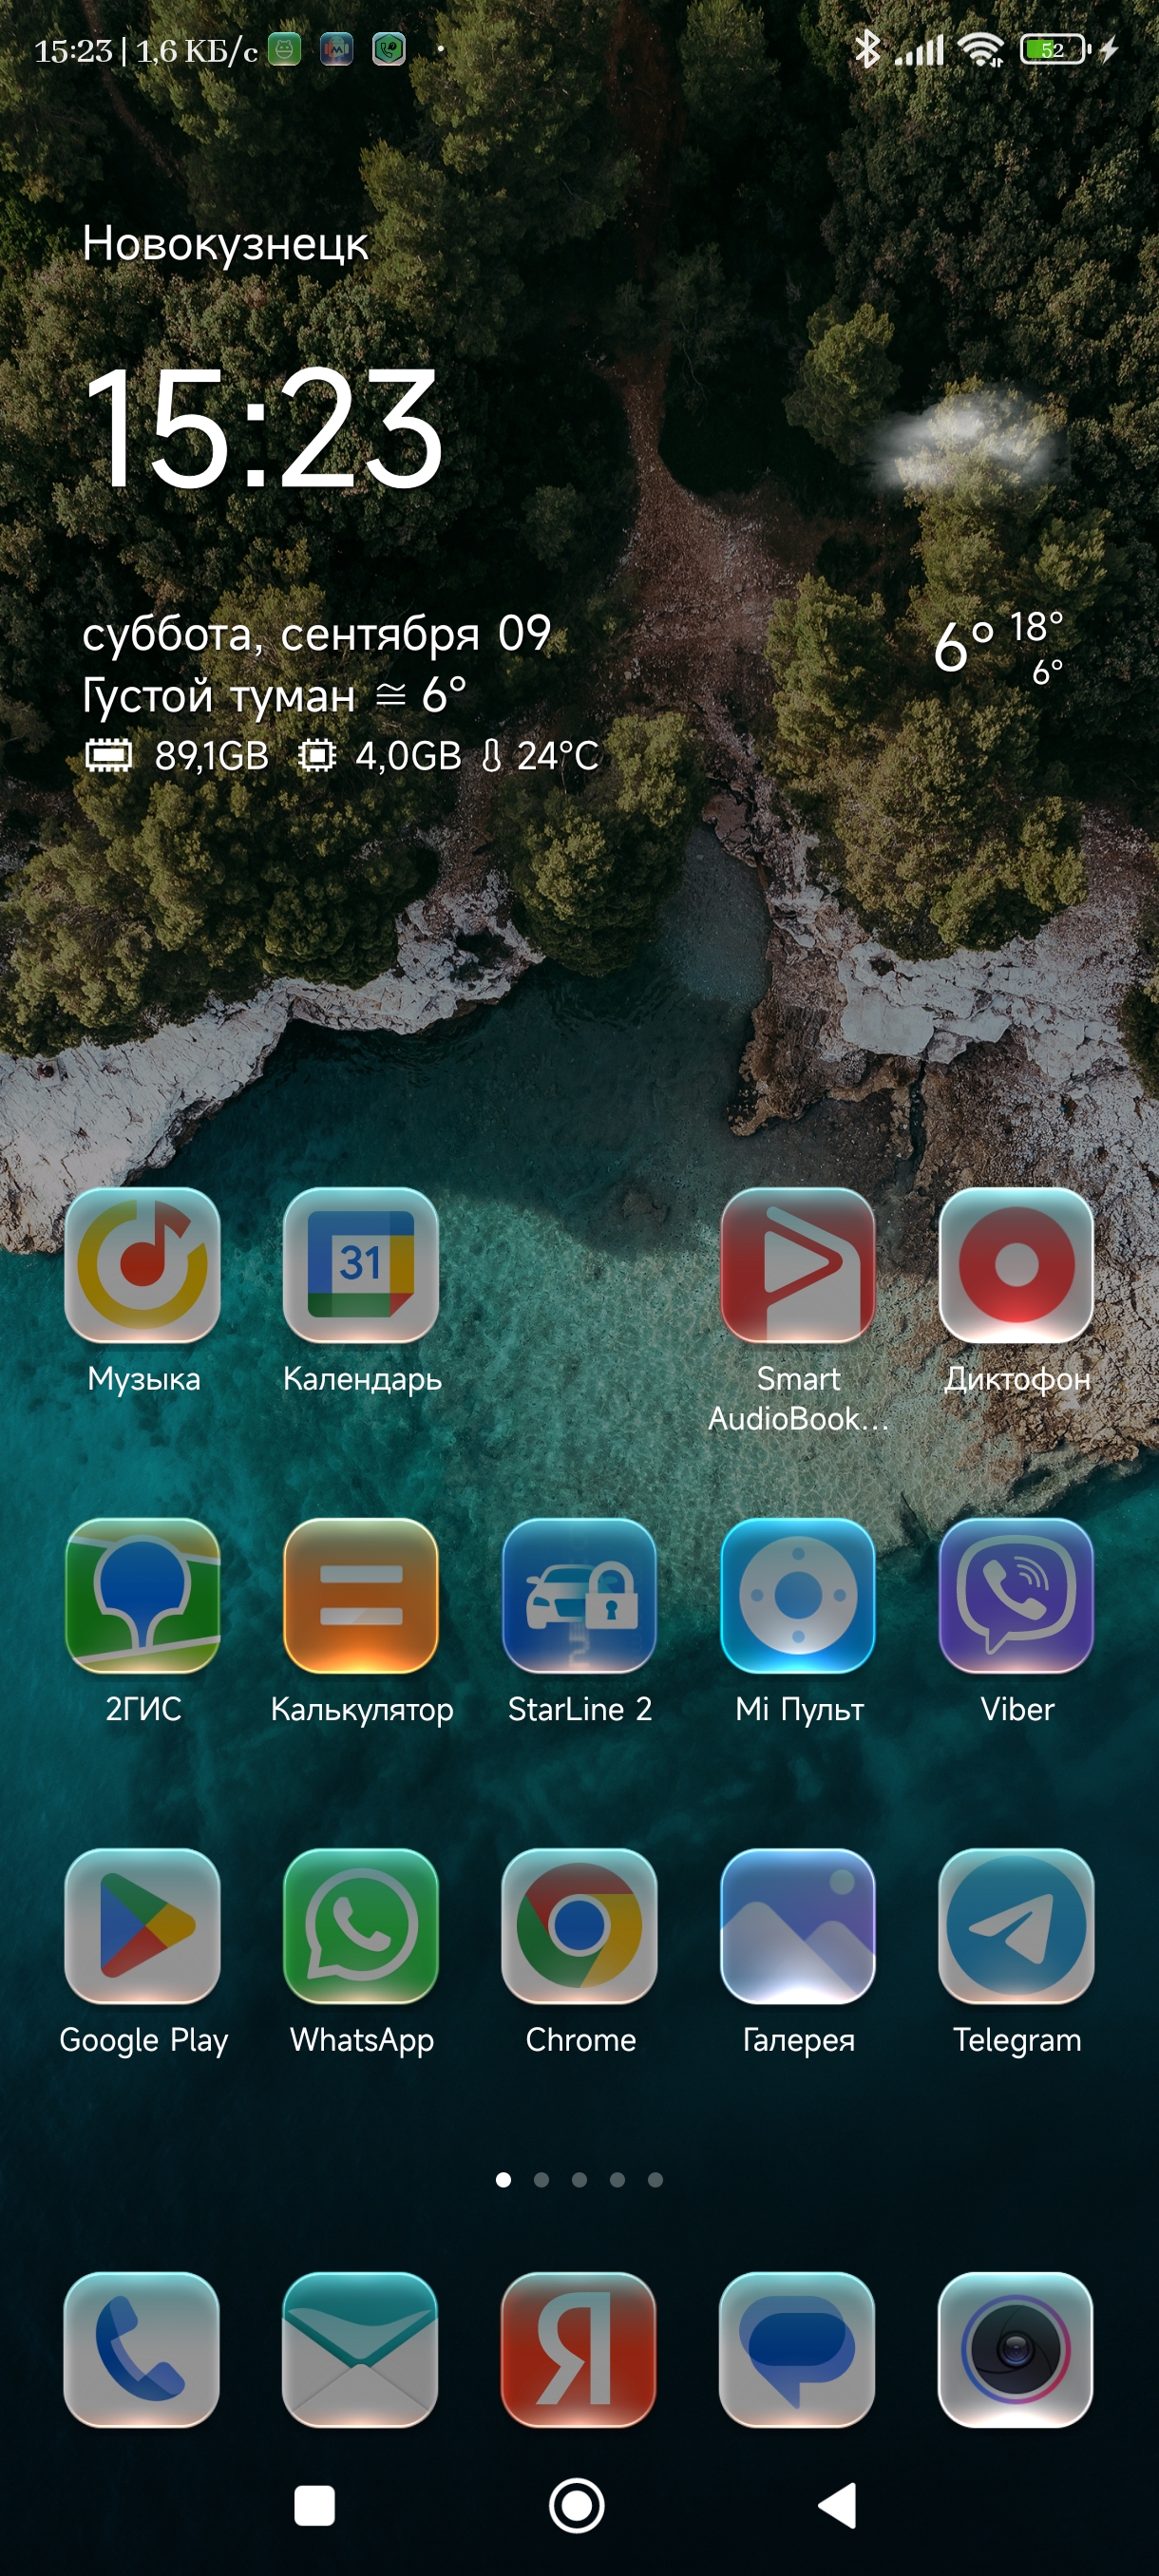 15:23 | 1,6 КБ/с
52
Новокузнецк
15:23
суббота, сентября 09
Густой туман ≅ 6°
6° 18°
6°
89,1GB 4,0GB 24°C
31
Музыка Календарь Smart AudioBook... Диктофон
2ГИС Калькулятор StarLine 2 Mi Пульт Viber
Google Play WhatsApp Chrome Галерея Telegram
Я